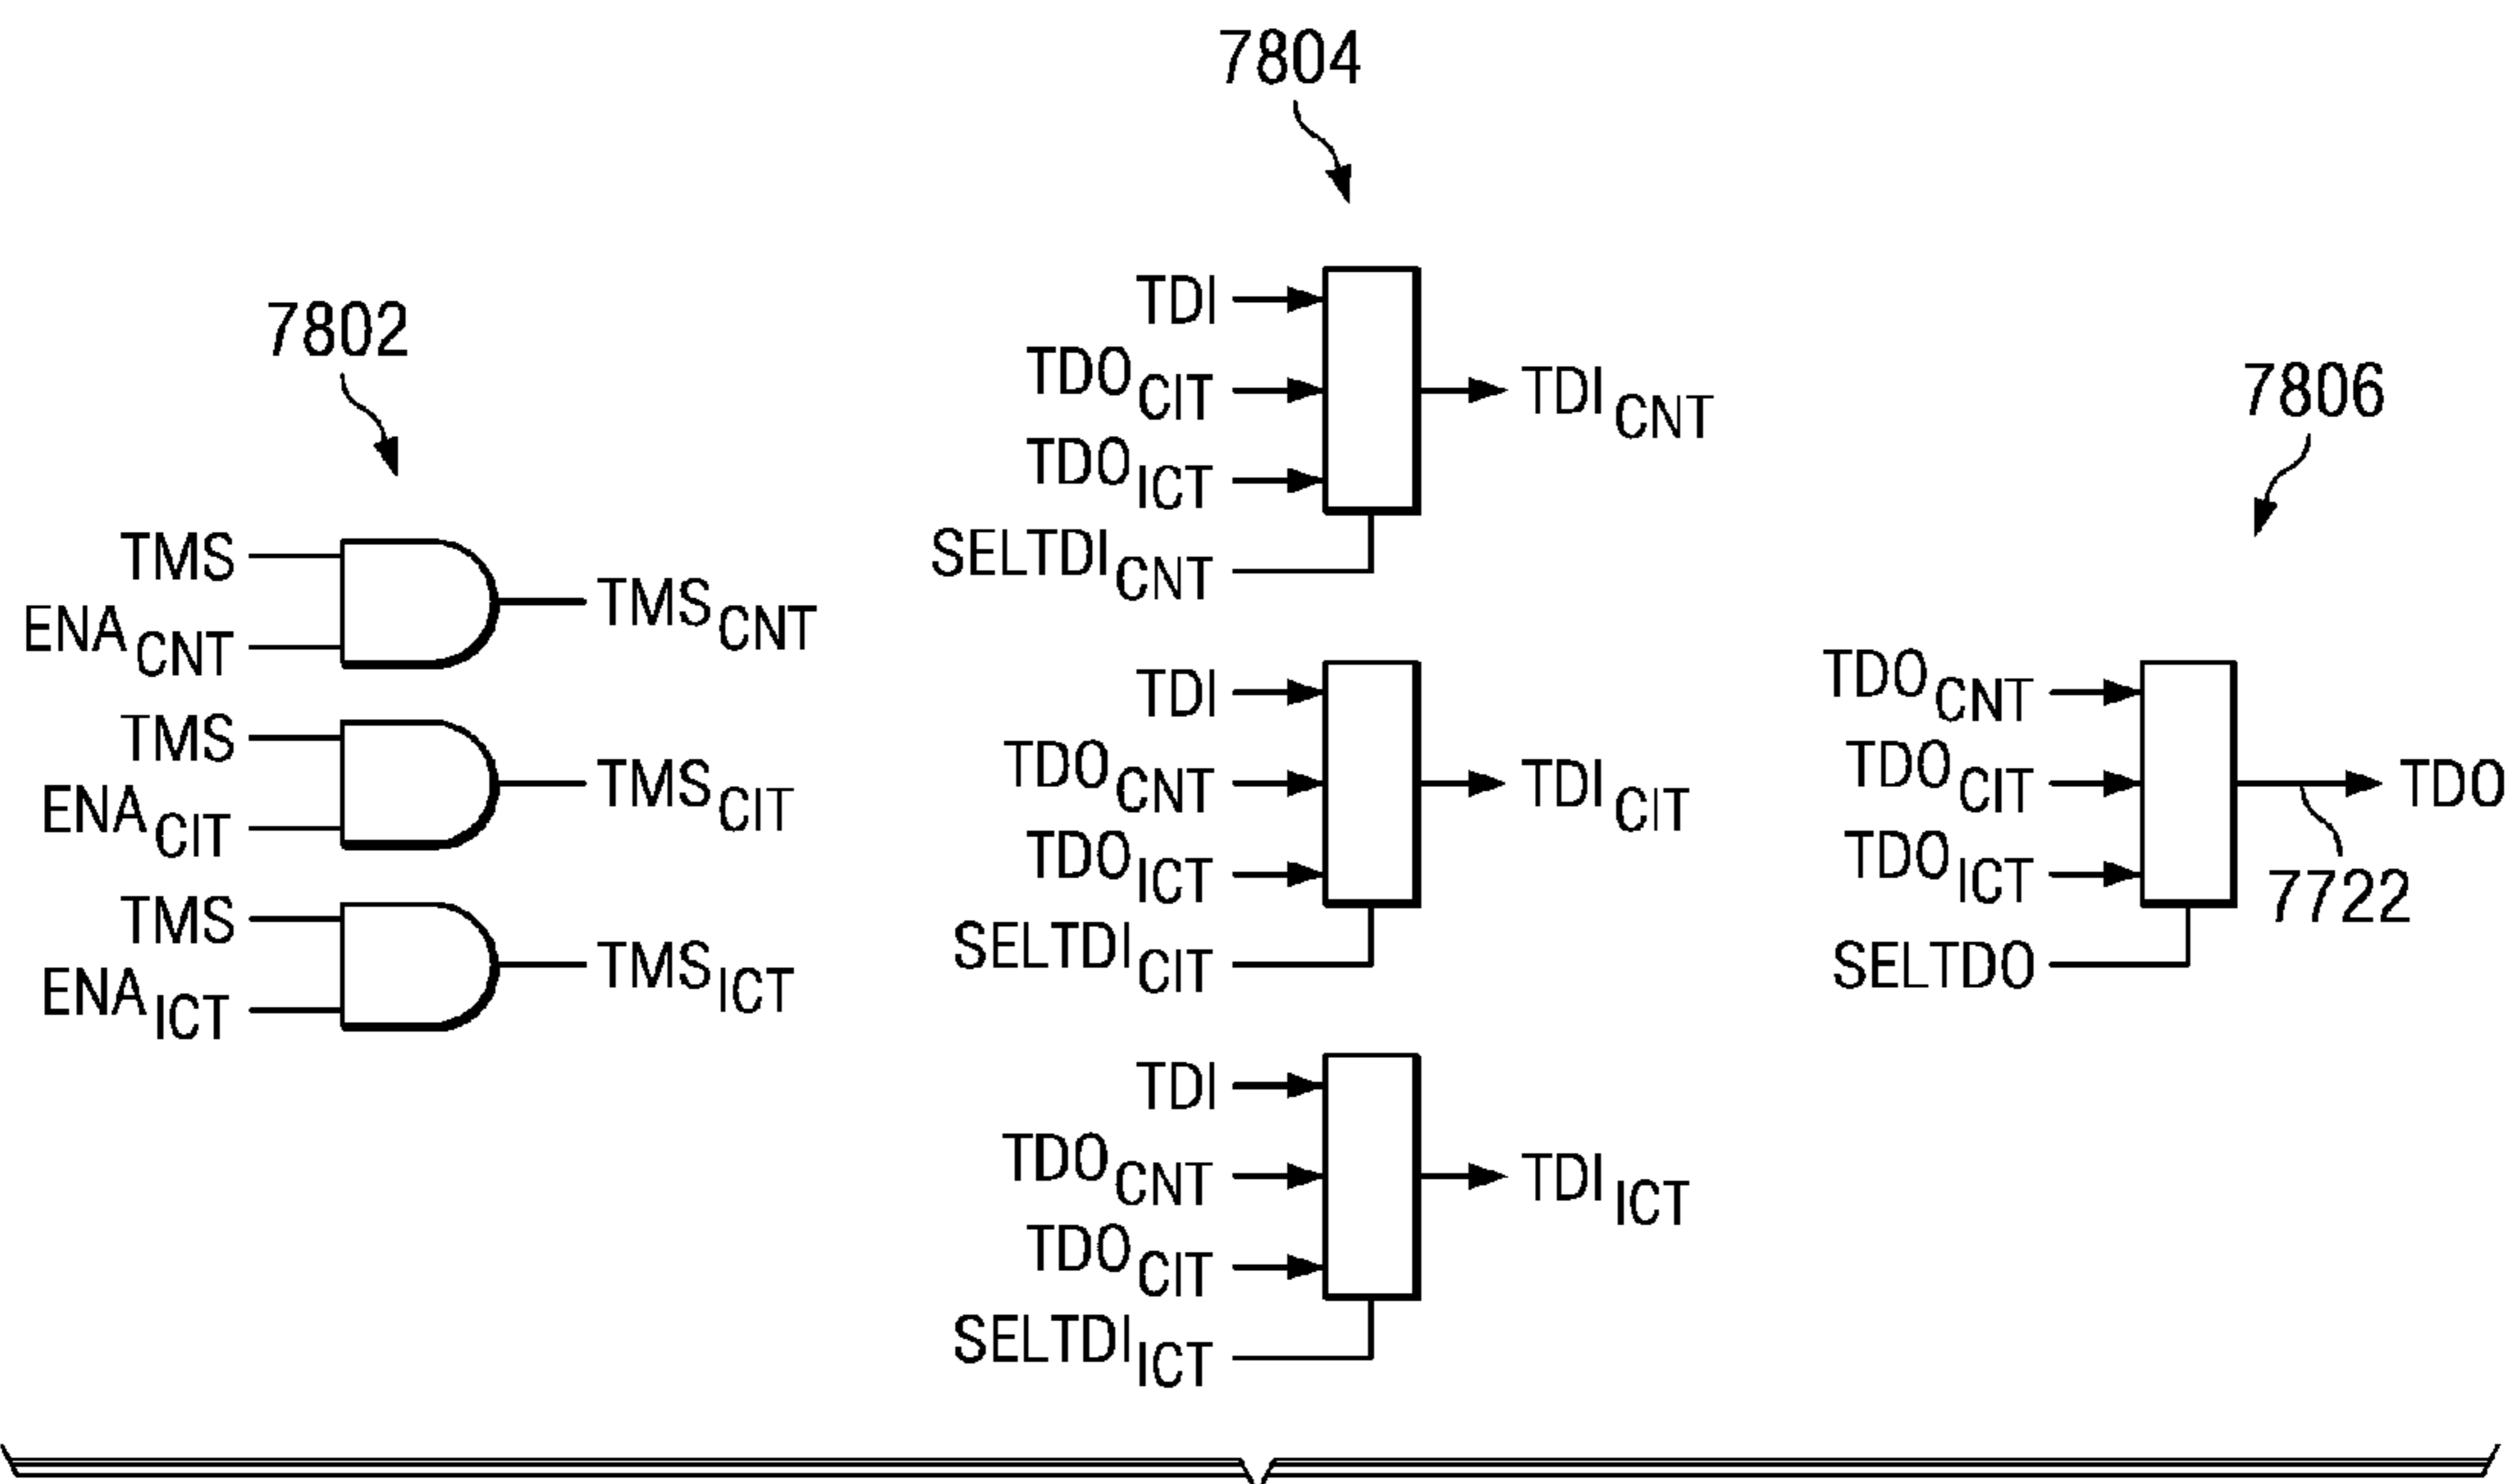 7802
TMS
ENA CNT
TMS CNT
TMS
ENA CIT
TMS CIT
TMS
ENA ICT
TMS ICT
7804
TDI
TDO CIT
TDO ICT
SELTDI CNT
TDI CNT
TDI
TDO CNT
TDO ICT
SELTDI CIT
TDI CIT
TDI
TDO CNT
TDO CIT
SELTDI ICT
TDI ICT
7806
TDO CNT
TDO CIT
TDO ICT
SELTDO
TDO
7722